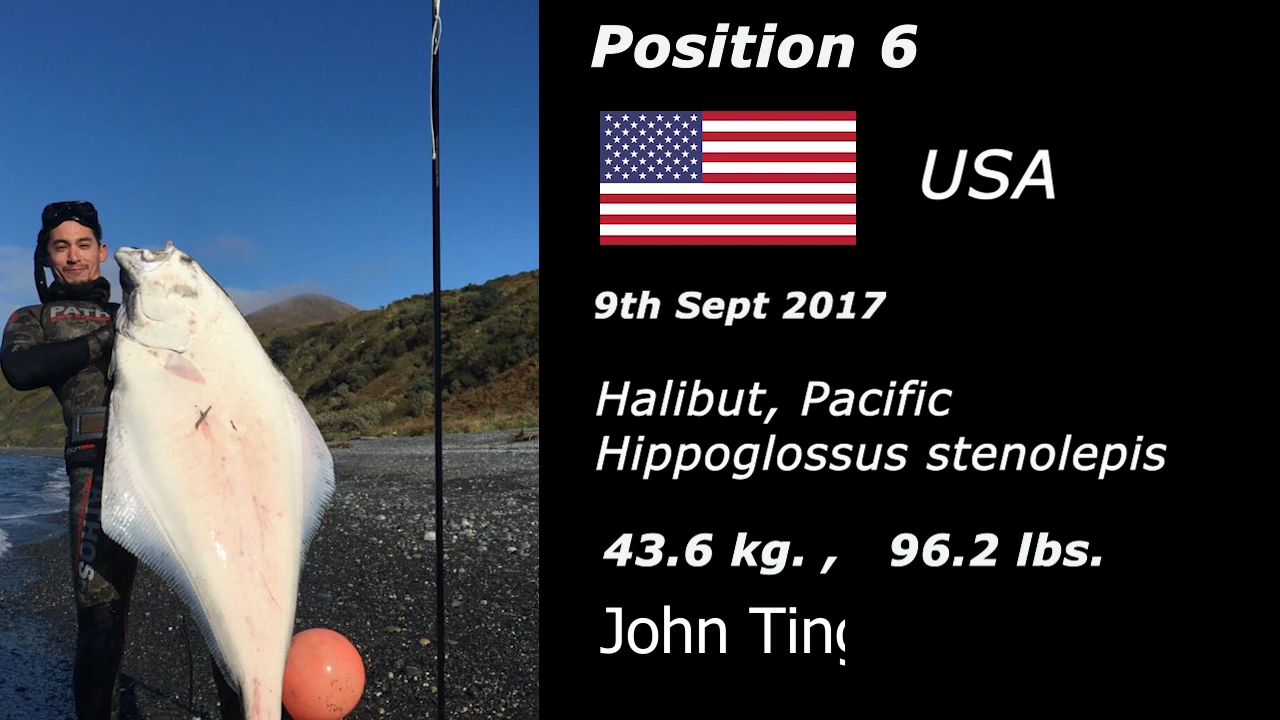 Position 6
USA
9th Sept 2017
Halibut, Pacific
Hippoglossus stenolepis
43.6 kg. , 96.2 lbs.
John